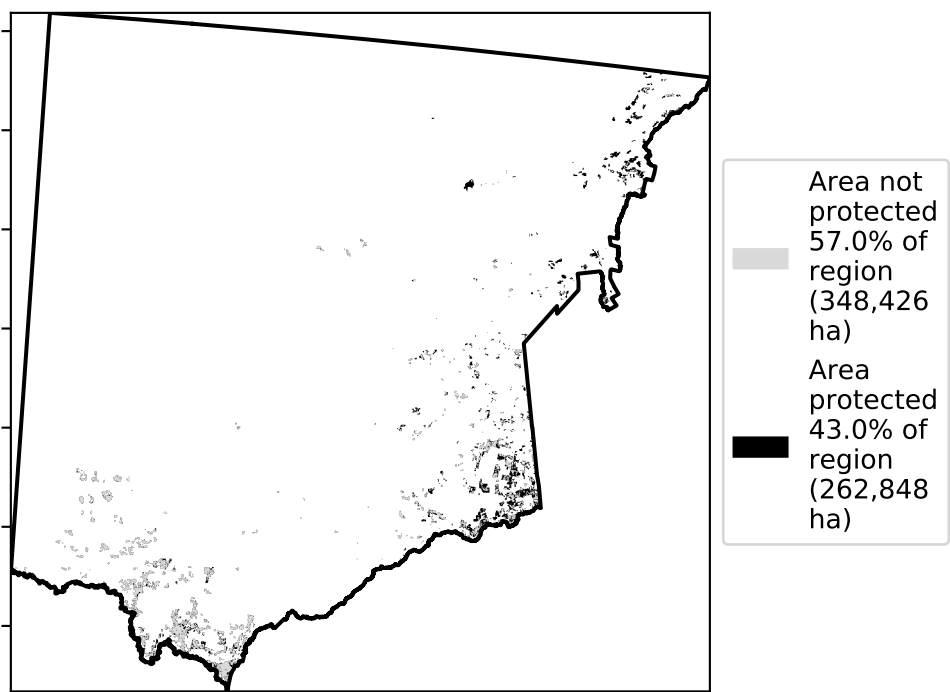 Area not
protected
57.0% of
region
(348,426
ha)
Area
protected
43.0% of
region
(262,848
ha)